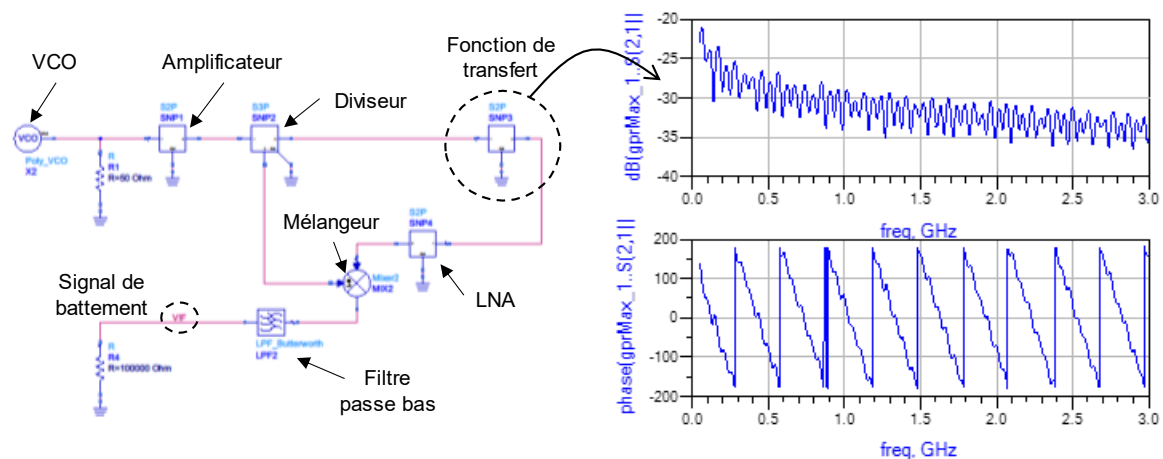 VCO
Amplificateur
Diviseur
Fonction de
transfert
S2P
SNP1
S3P
SNP2
S2P
SNP3
VCO
Poly_VCO
X2
R
R1
R=50 Ohm
Mélangeur
S2P
SNP4
LNA
Mixer2
MIX2
Signal de
battement
VIF
LPF_Butterworth
LPF2
R
R4
R=100000 Ohm
Filtre
passe bas
dB(gprMax_1..S(2,1))
-20
-25
-30
-35
-40
0.0 0.5 1.0 1.5 2.0 2.5 3.0
freq, GHz
phase(gprMax_1..S(2,1))
200
100
0
-100
-200
0.0 0.5 1.0 1.5 2.0 2.5 3.0
freq, GHz